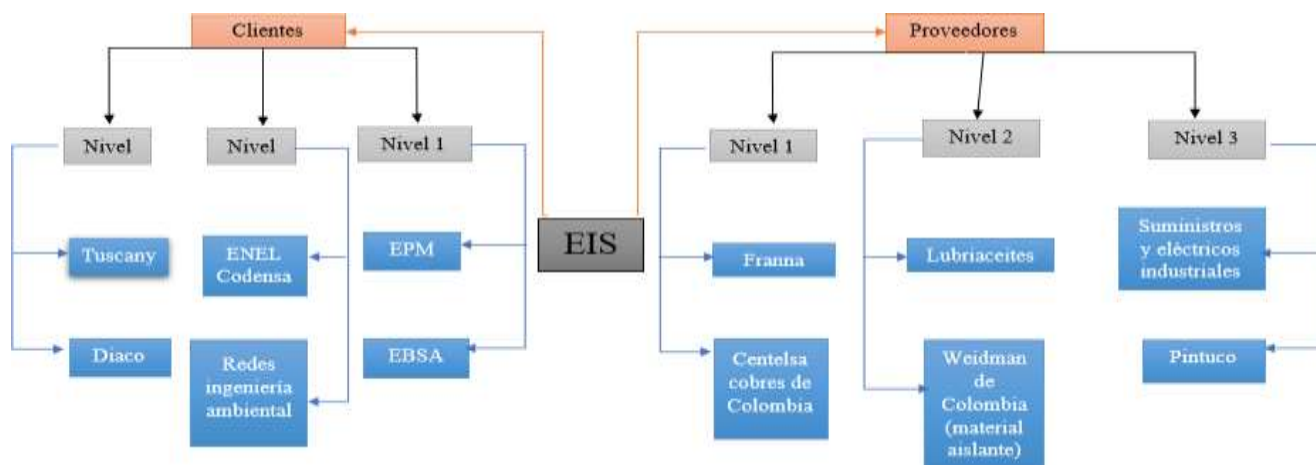 Clientes
Proveedores
Nivel
Nivel
Nivel 1
Nivel 1
Nivel 2
Nivel 3
EIS
Tuscany
ENEL
Codensa
EPM
Franna
Lubriaceites
Suministros
y eléctricos
industriales
Diaco
Redes
ingenieria
ambiental
EBSA
Centelsa
cobres de
Colombia
Weidman
de
Colombia
(material
aislante)
Pintuco